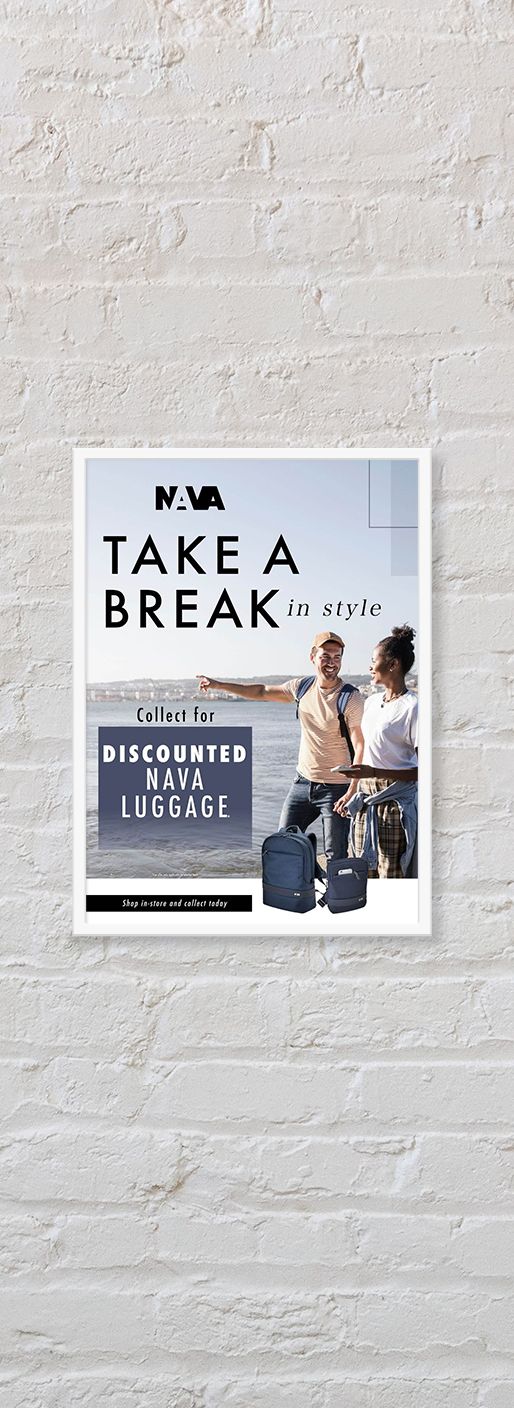 NAVA
TAKE A
BREAK in style
Collect for
DISCOUNTED
NAVA
LUGGAGE.
Shop in-store and collect today